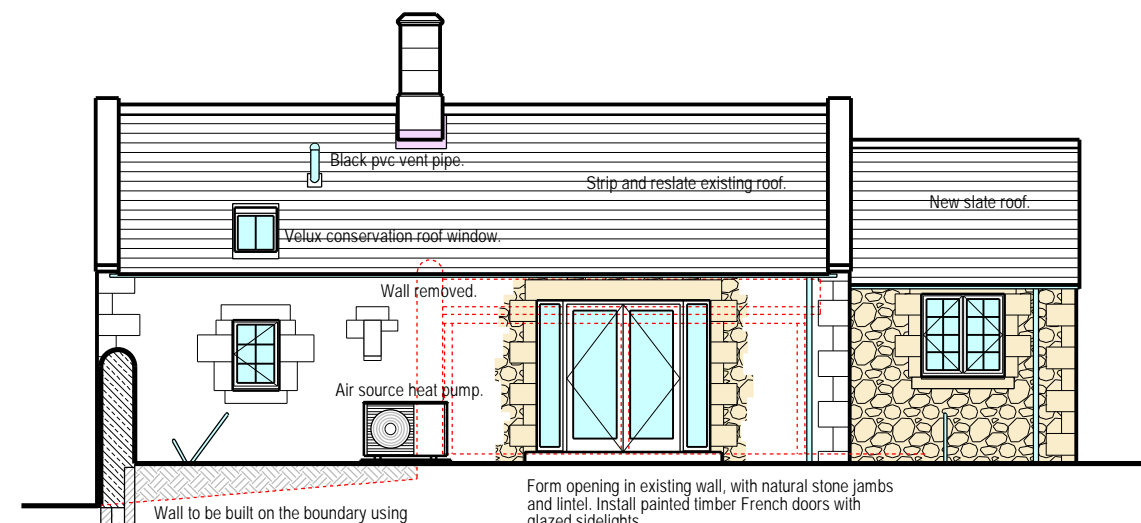 Black pvc vent pipe.
Strip and reslate existing roof.
New slate roof.
Velux conservation roof window.
Wall removed.
Air source heat pump.
Form opening in existing wall, with natural stone jambs
and lintel. Install painted timber French doors with
glazed sidelights
Wall to be built on the boundary using